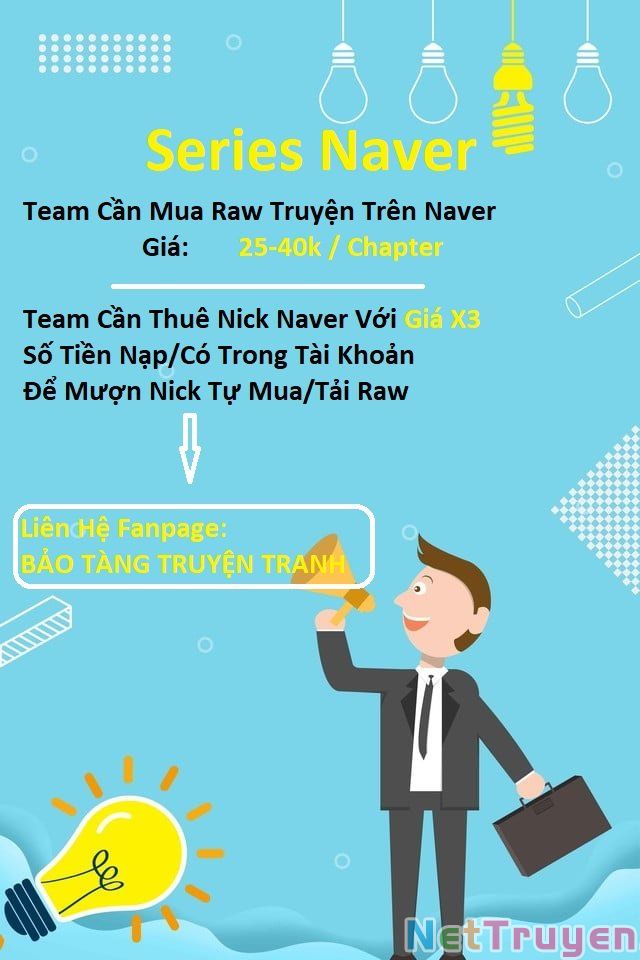 Series Naver
Team Cần Mua Raw Truyện Trên Naver
Giá: 25-40k / Chapter
Team Cần Thuê Nick Naver Với Giá X3
Số Tiền Nạp/Có Trong Tài Khoản
Để Mượn Nick Tự Mua/Tải Raw
Liên Hệ Fanpage:
BẢO TÀNG TRUYỆN TRANH
NetTruyen